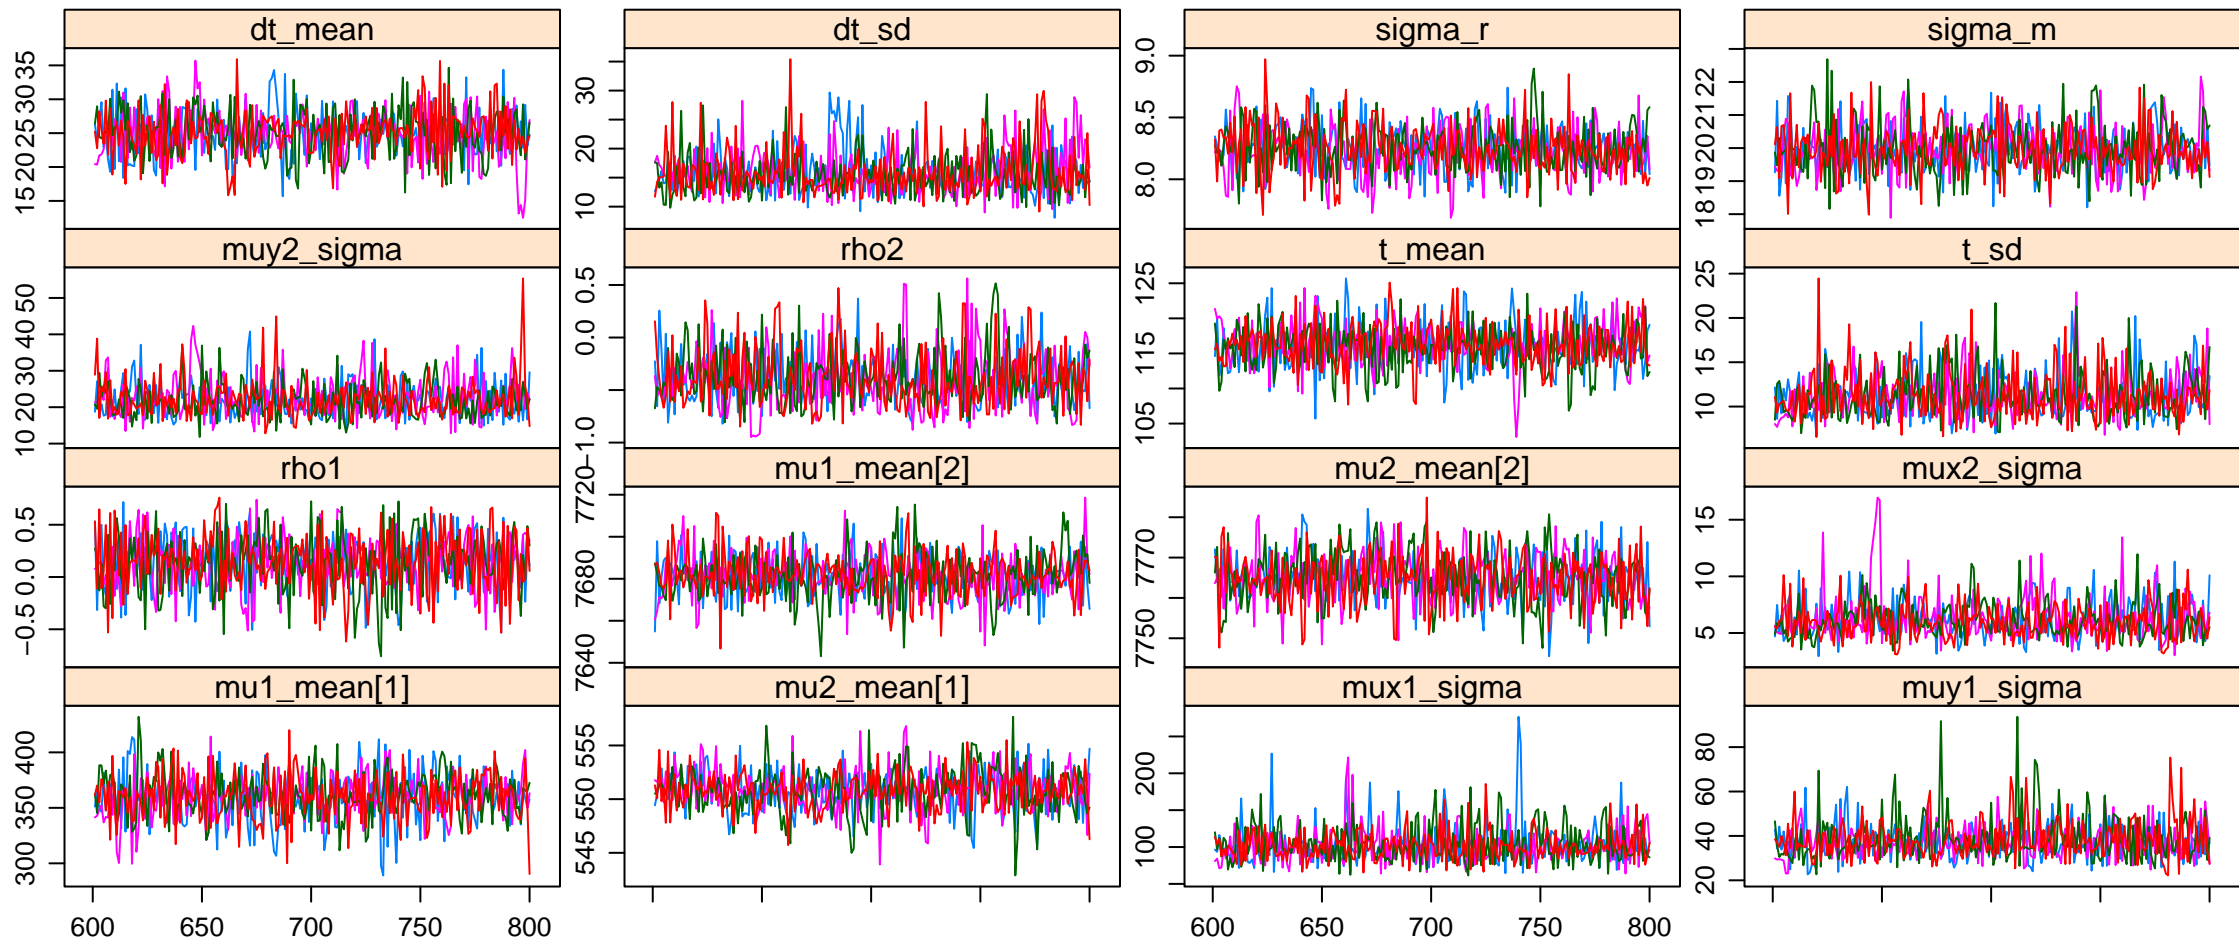 dt_mean dt_sd sigma_r sigma_m
15 20 25 30 35
10 20 30
8.0 8.5 9.0
18 19 20 21 22
muy2_sigma rho2 t_mean t_sd
10 20 30 40 50
−1.0 0.0 0.5
105 115 125
10 15 20 25
rho1 mu1_mean[2] mu2_mean[2] mux2_sigma
−0.5 0.0 0.5
7640 7680 7720
7750 7770
5 10 15
mu1_mean[1] mu2_mean[1] mux1_sigma muy1_sigma
300 350 400
545 550 555
100 200
20 40 60 80
600 650 700 750 800
600 650 700 750 800